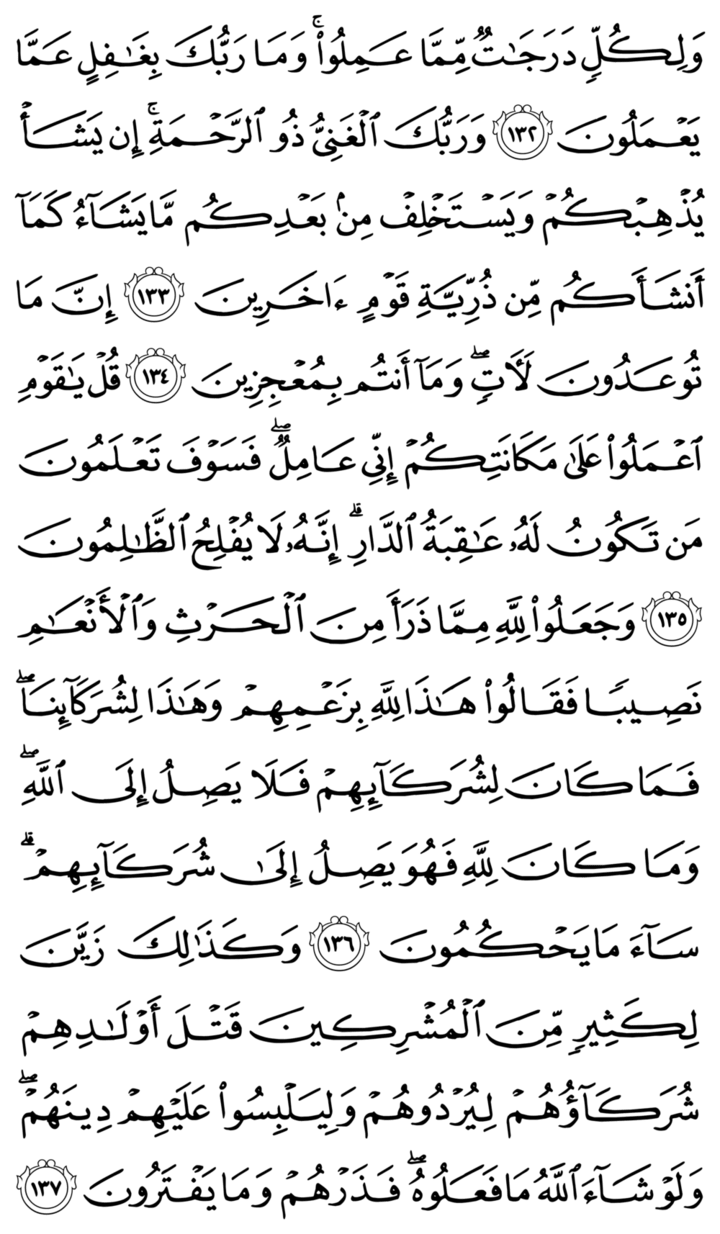 وَلِكُلٍّ دَرَجَٰتٌ مِّمَّا عَمِلُوا۟ ۚ وَمَا رَبُّكَ بِغَٰفِلٍ عَمَّا
يَعْمَلُونَ ١٣٢ وَرَبُّكَ ٱلْغَنِىُّ ذُو ٱلرَّحْمَةِ ۚ إِن يَشَأْ
يُذْهِبْكُمْ وَيَسْتَخْلِفْ مِنۢ بَعْدِكُم مَّا يَشَآءُ كَمَآ
أَنشَأَكُم مِّن ذُرِّيَّةِ قَوْمٍ ءَاخَرِينَ ١٣٣ إِنَّ مَا
تُوعَدُونَ لَـَٔاتٍ ۖ وَمَآ أَنتُم بِمُعْجِزِينَ ١٣٤ قُلْ يَٰقَوْمِ
ٱعْمَلُوا۟ عَلَىٰ مَكَانَتِكُمْ إِنِّى عَامِلٌ ۖ فَسَوْفَ تَعْلَمُونَ
مَن تَكُونُ لَهُۥ عَٰقِبَةُ ٱلدَّارِ ۗ إِنَّهُۥ لَا يُفْلِحُ ٱلظَّٰلِمُونَ
١٣٥ وَجَعَلُوا۟ لِلَّهِ مِمَّا ذَرَأَ مِنَ ٱلْحَرْثِ وَٱلْأَنْعَٰمِ
نَصِيبًا فَقَالُوا۟ هَٰذَا لِلَّهِ بِزَعْمِهِمْ وَهَٰذَا لِشُرَكَآئِنَا ۖ
فَمَا كَانَ لِشُرَكَآئِهِمْ فَلَا يَصِلُ إِلَى ٱللَّهِ ۖ
وَمَا كَانَ لِلَّهِ فَهُوَ يَصِلُ إِلَىٰ شُرَكَآئِهِمْ ۗ
سَآءَ مَا يَحْكُمُونَ ١٣٦ وَكَذَٰلِكَ زَيَّنَ
لِكَثِيرٍ مِّنَ ٱلْمُشْرِكِينَ قَتْلَ أَوْلَٰدِهِمْ
شُرَكَآؤُهُمْ لِيُرْدُوهُمْ وَلِيَلْبِسُوا۟ عَلَيْهِمْ دِينَهُمْ ۖ
وَلَوْ شَآءَ ٱللَّهُ مَا فَعَلُوهُ ۖ فَذَرْهُمْ وَمَا يَفْتَرُونَ ١٣٧